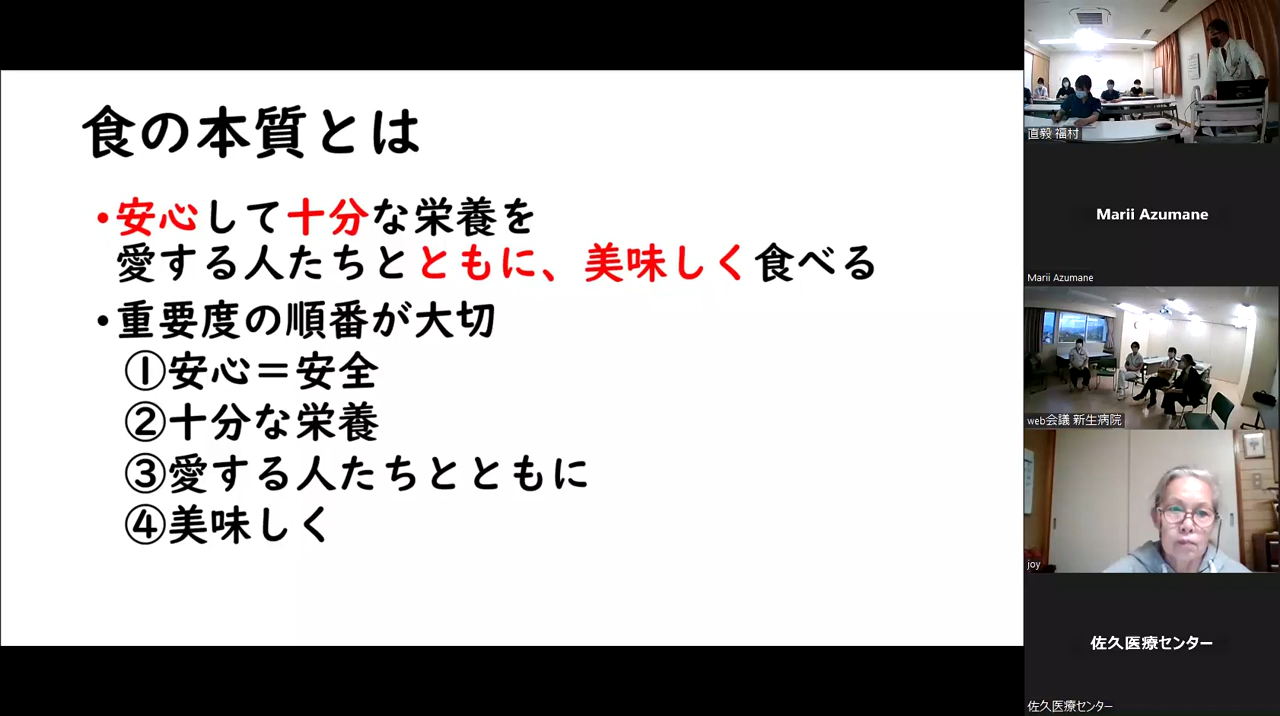 食の本質とは
•安心して十分な栄養を
愛する人たちとともに、美味しく食べる
•重要度の順番が大切
①安心＝安全
②十分な栄養
③愛する人たちとともに
④美味しく
直毅 福村
Marii Azumane
Marii Azumane
web会議 新生病院
joy
佐久医療センター
佐久医療センター